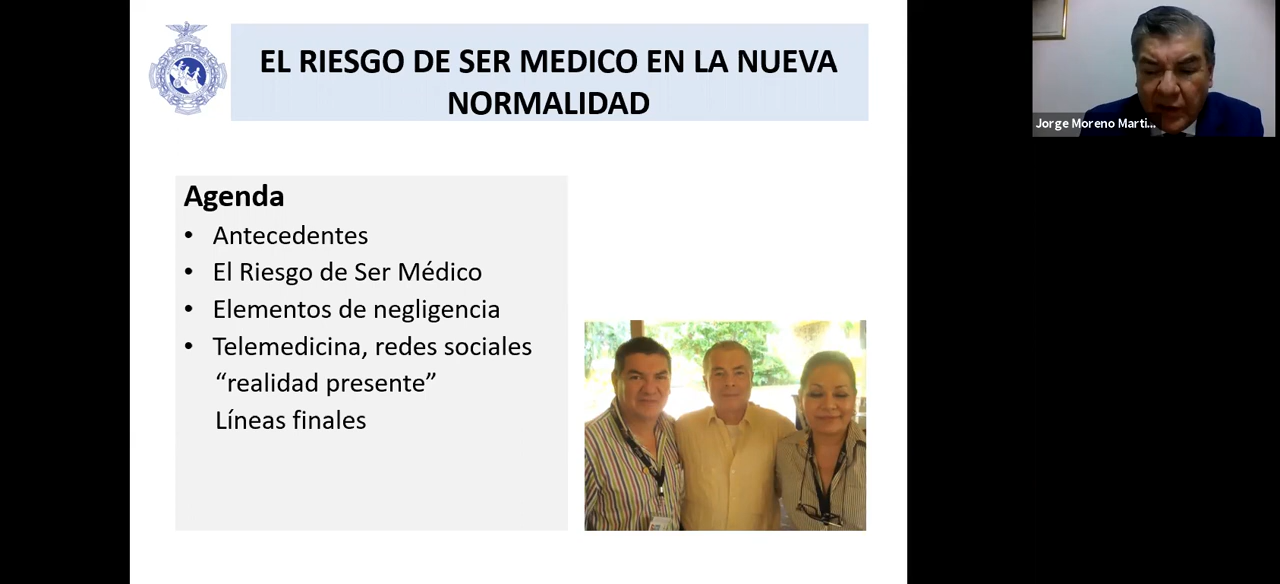 EL RIESGO DE SER MEDICO EN LA NUEVA
NORMALIDAD
Agenda
• Antecedentes
• El Riesgo de Ser Médico
• Elementos de negligencia
• Telemedicina, redes sociales
“realidad presente”
Líneas finales
Jorge Moreno Marti...